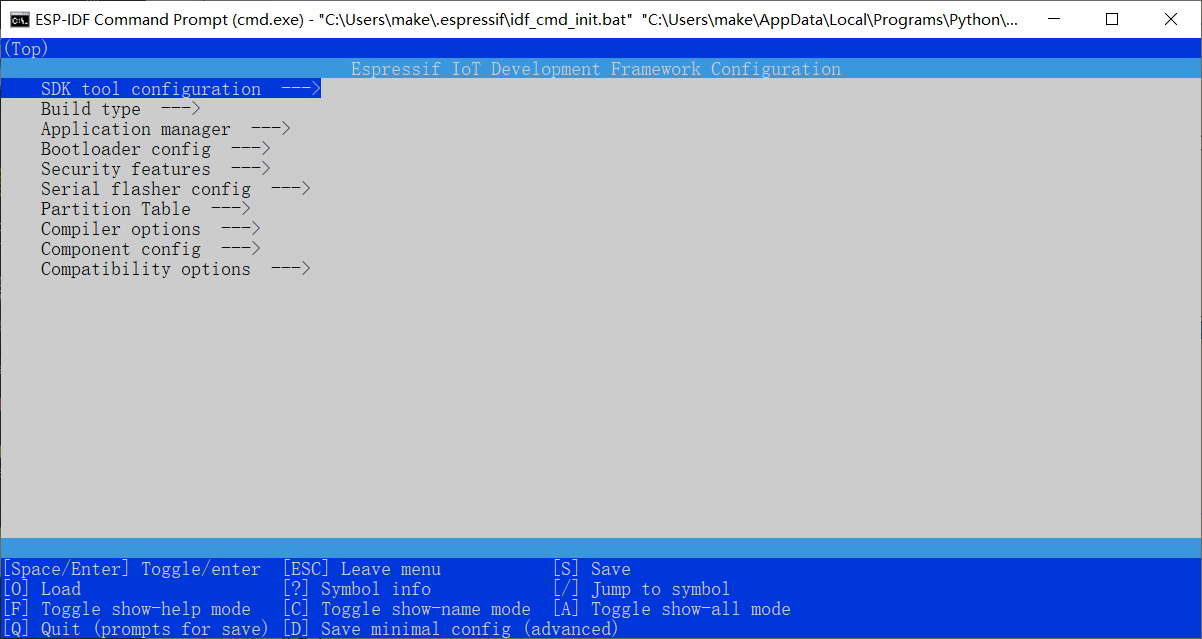 ESP-IDF Command Prompt (cmd.exe) - "C:\Users\make\.espressif\idf_cmd_init.bat"  "C:\Users\make\AppData\Local\Programs\Python\...
(Top)
Espressif IoT Development Framework Configuration
SDK tool configuration  --->
Build type  --->
Application manager  --->
Bootloader config  --->
Security features  --->
Serial flasher config  --->
Partition Table  --->
Compiler options  --->
Component config  --->
Compatibility options  --->
[Space/Enter] Toggle/enter  [ESC] Leave menu  [S] Save
[O] Load  [?] Symbol info  [/] Jump to symbol
[F] Toggle show-help mode  [C] Toggle show-name mode  [A] Toggle show-all mode
[Q] Quit (prompts for save)  [D] Save minimal config (advanced)